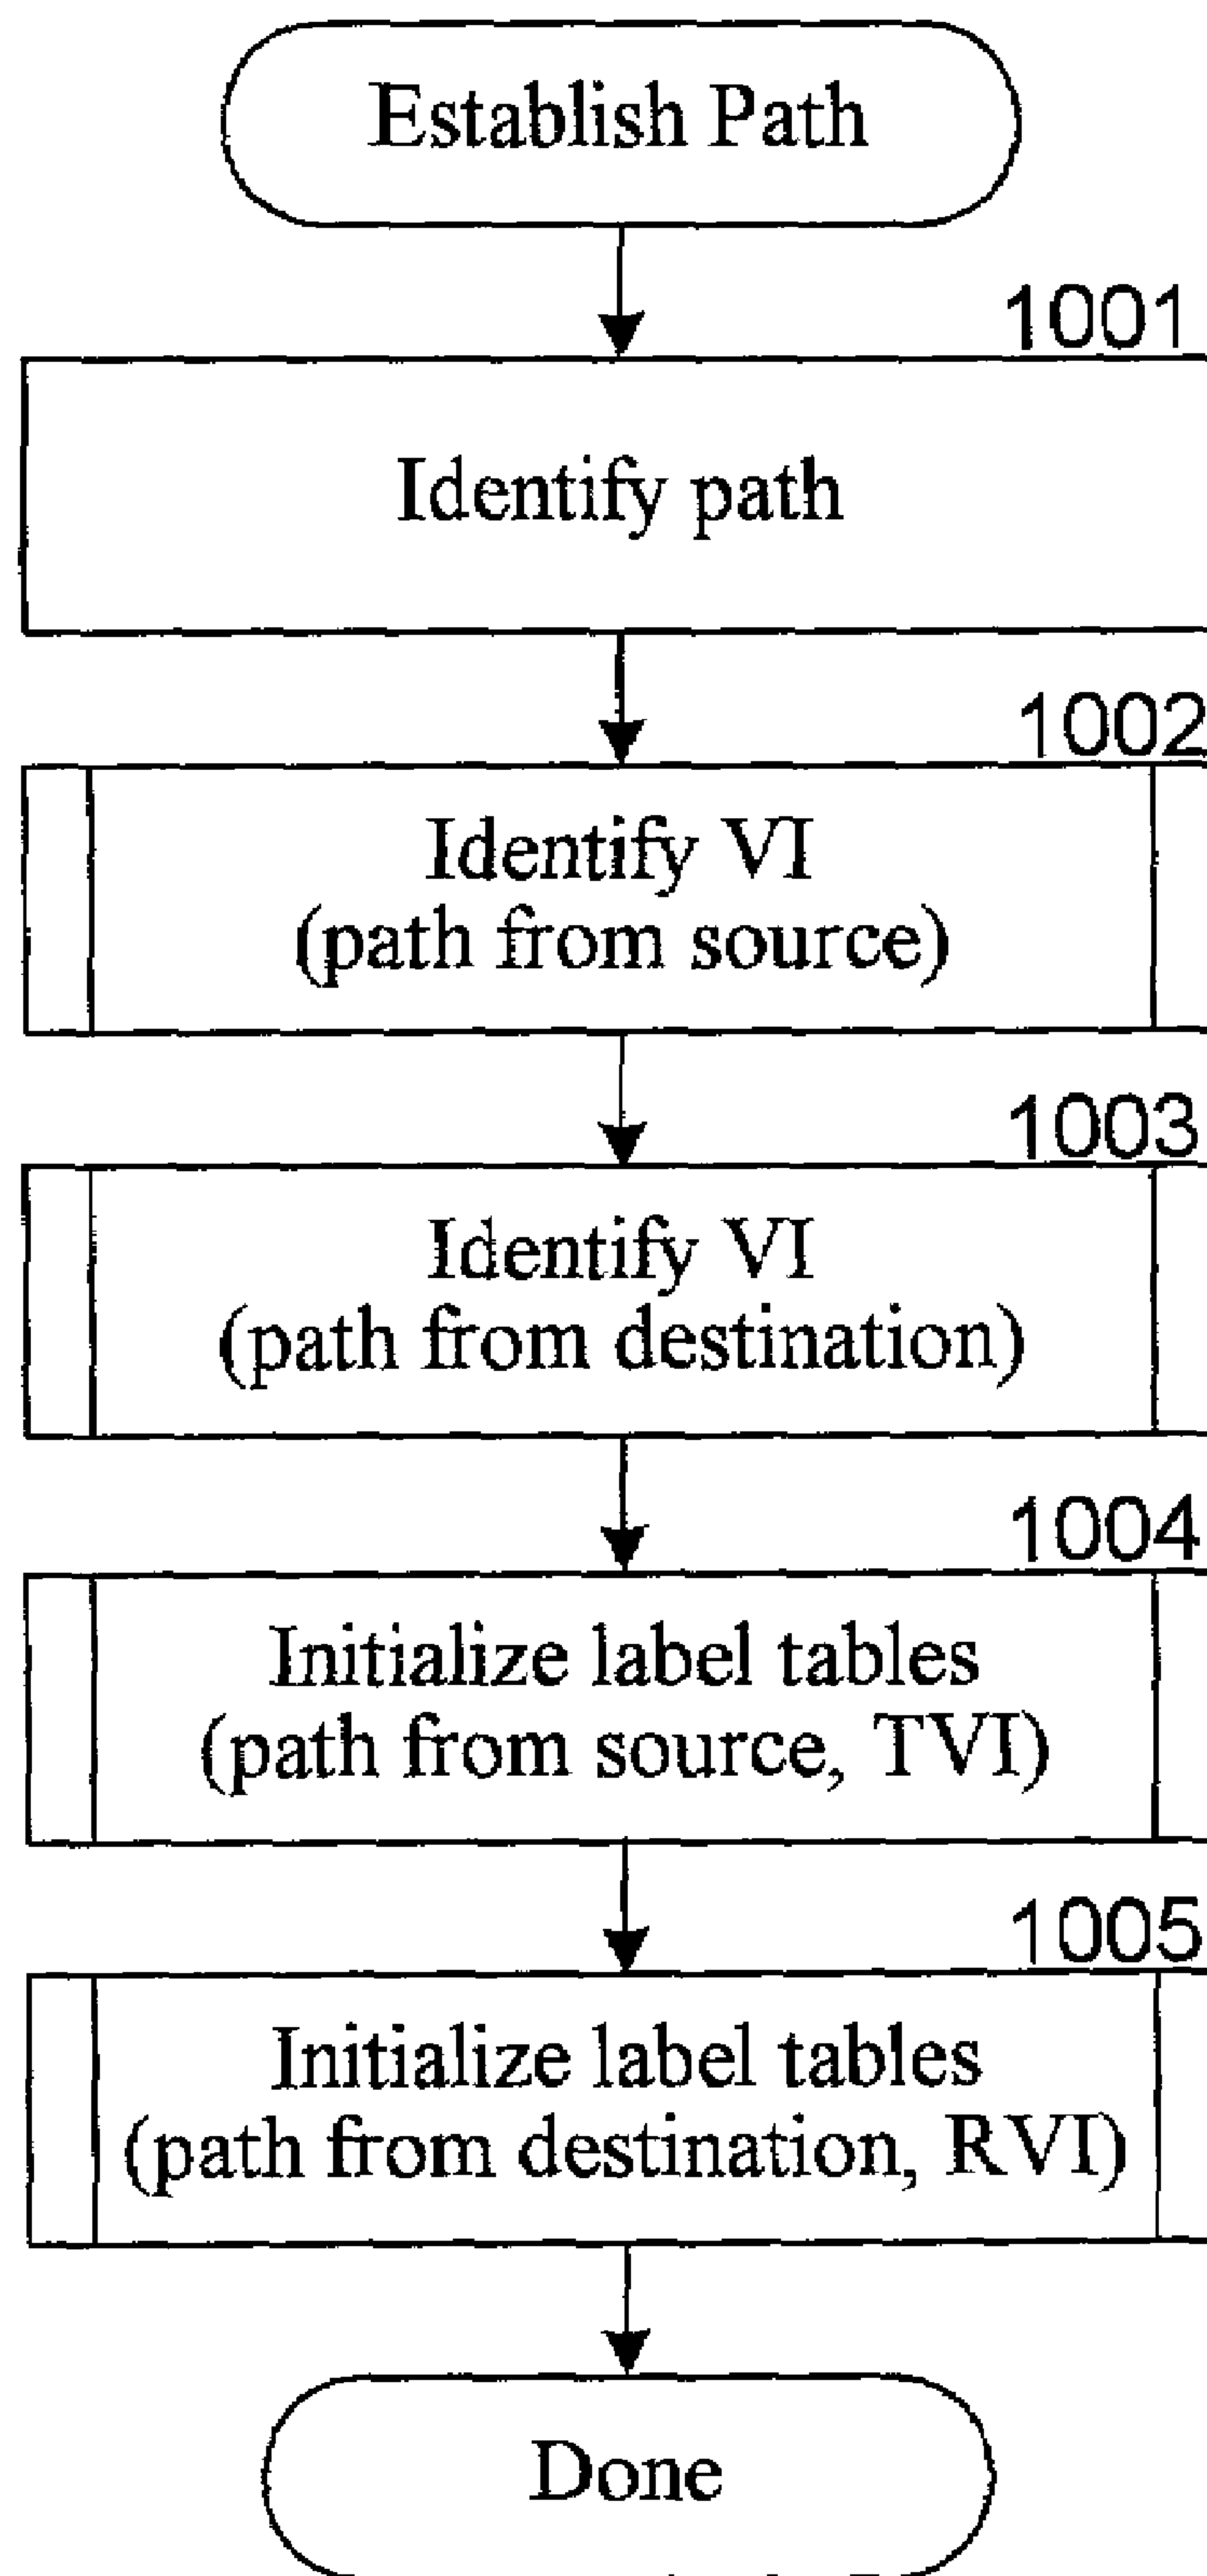 Establish Path
1001
Identify path
1002
Identify VI
(path from source)
1003
Identify VI
(path from destination)
1004
Initialize label tables
(path from source, TVI)
1005
Initialize label tables
(path from destination, RVI)
Done